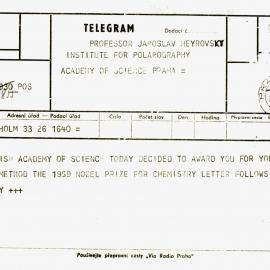 TELEGRAM
Dodací č.
PROFESSOR JAROSLAV HEYROVSKY
INSTITUTE FOR POLAROGRAPHY
ACADEMY OF SCIENCE PRAHA =
POS
Adresní úřad — Podací úřad Číslo Počet slov Den Hodina
HOLM 33 26 1640 =
ISH ACADEMY OF SCIENCE TODAY DECIDED TO AWARD YOU FOR YO
METHOD THE 1959 NOBEL PRIZE FOR CHEMISTRY LETTER FOLLOWS
Y +++
Používejte přepravní cesty „Via Radio Praha"